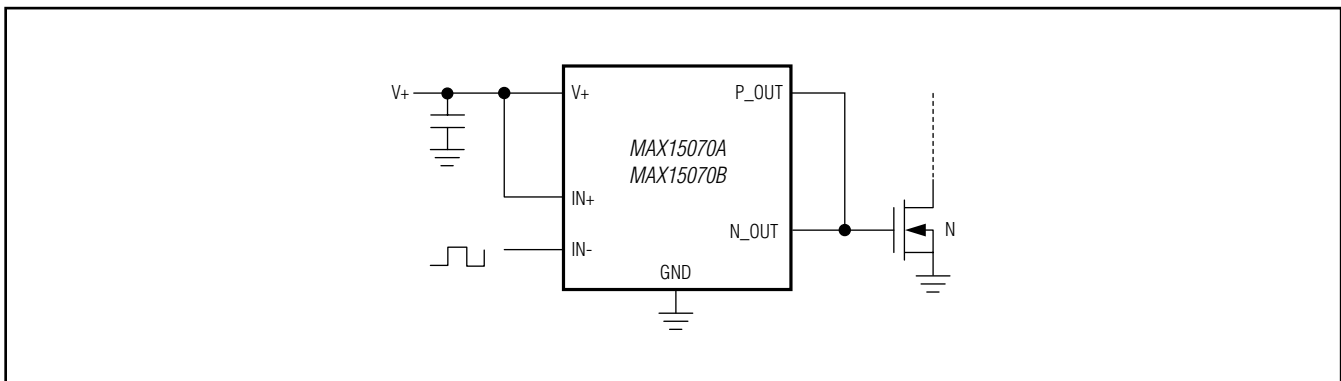 V+
V+
P_OUT
MAX15070A
MAX15070B
IN+
N_OUT
N
IN-
GND